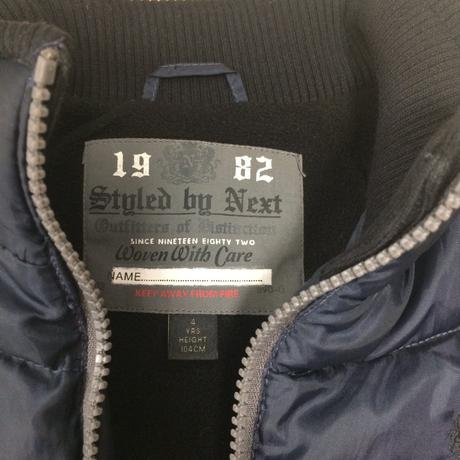 19 82
Styled by Next
Outfitters of Distinction
SINCE NINETEEN EIGHTY TWO
Woven With Care
NAME
KEEP AWAY FROM FIRE
4
YRS
HEIGHT
104CM